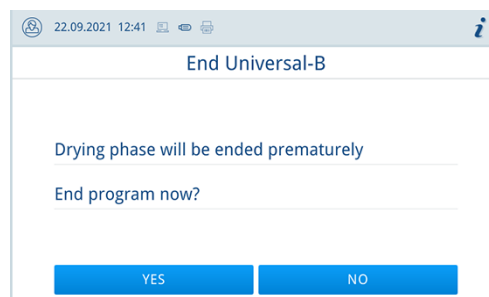 22.09.2021 12:41
i
End Universal-B
Drying phase will be ended prematurely
End program now?
YES
NO